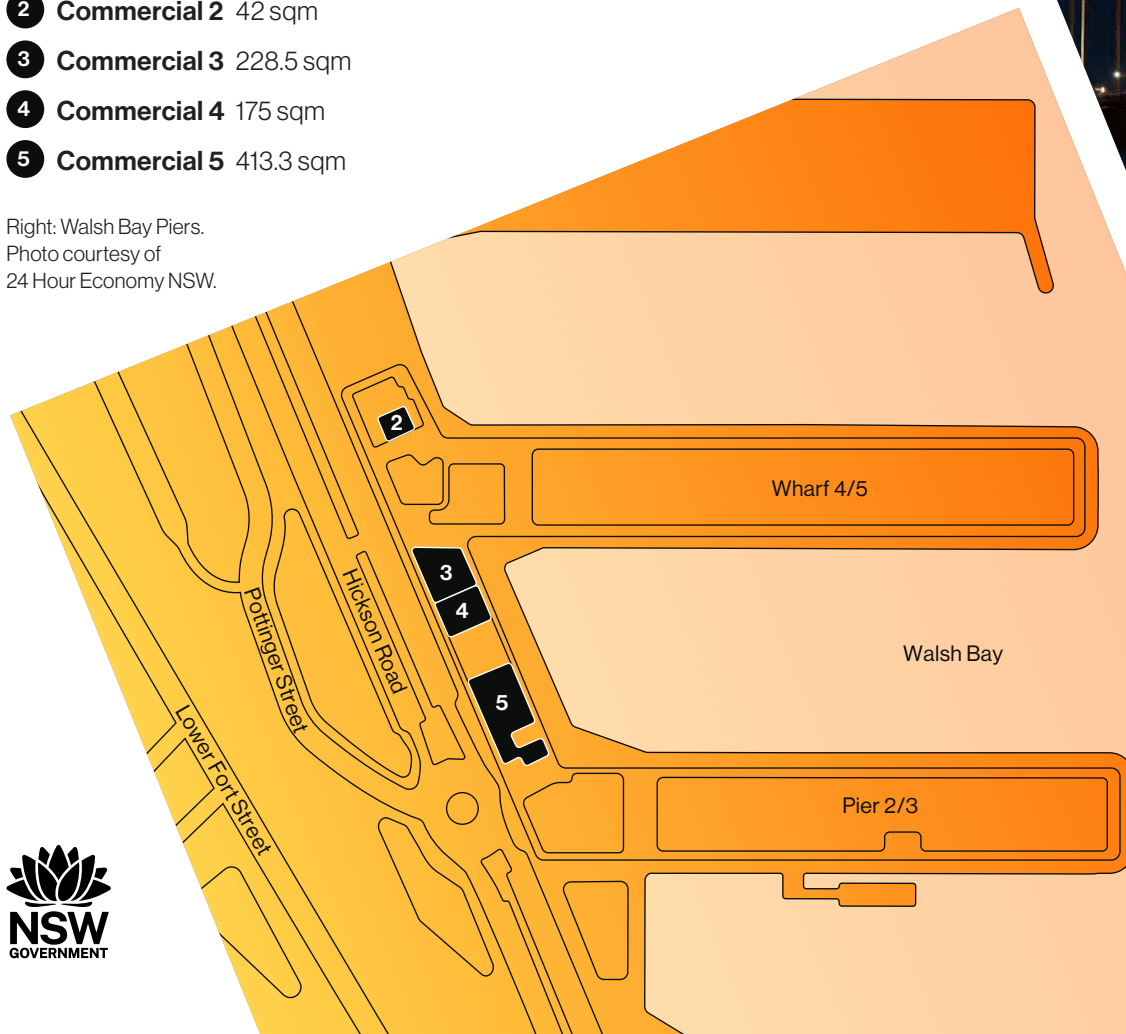 2 Commercial 2 42 sqm
3 Commercial 3 228.5 sqm
4 Commercial 4 175 sqm
5 Commercial 5 413.3 sqm
Right: Walsh Bay Piers.
Photo courtesy of
24 Hour Economy NSW.
2
Wharf 4/5
3
4
Hickson Road
Pottinger Street
Walsh Bay
5
Lower Fort Street
Pier 2/3
NSW
GOVERNMENT